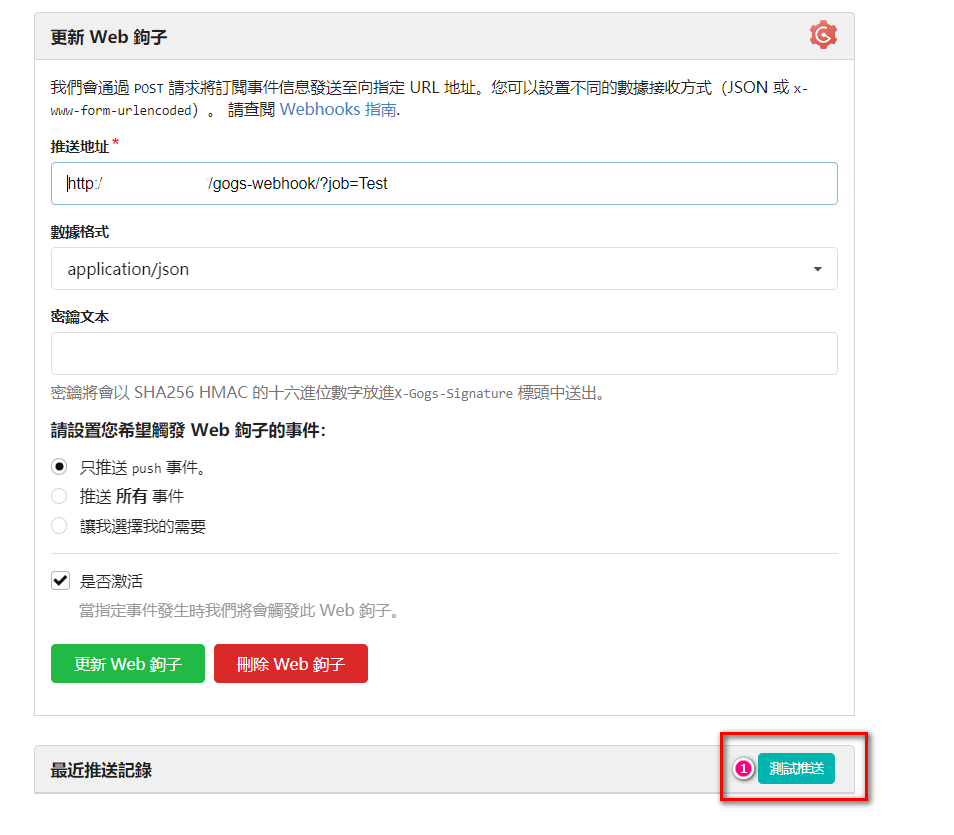 更新 Web 鉤子
我們會通過 POST 請求將訂閱事件信息發送至向指定 URL 地址。您可以設置不同的數據接收方式（JSON 或 x-
www-form-urlencoded）。 請查閱 Webhooks 指南.
推送地址*
http:/ /gogs-webhook/?job=Test
數據格式
application/json
密鑰文本
密鑰將會以 SHA256 HMAC 的十六進位數字放進X-Gogs-Signature 標頭中送出。
請設置您希望觸發 Web 鉤子的事件：
只推送 push 事件。
推送 所有 事件
讓我選擇我的需要
是否激活
當指定事件發生時我們將會觸發此 Web 鉤子。
更新 Web 鉤子 刪除 Web 鉤子
最近推送記錄 1 測試推送